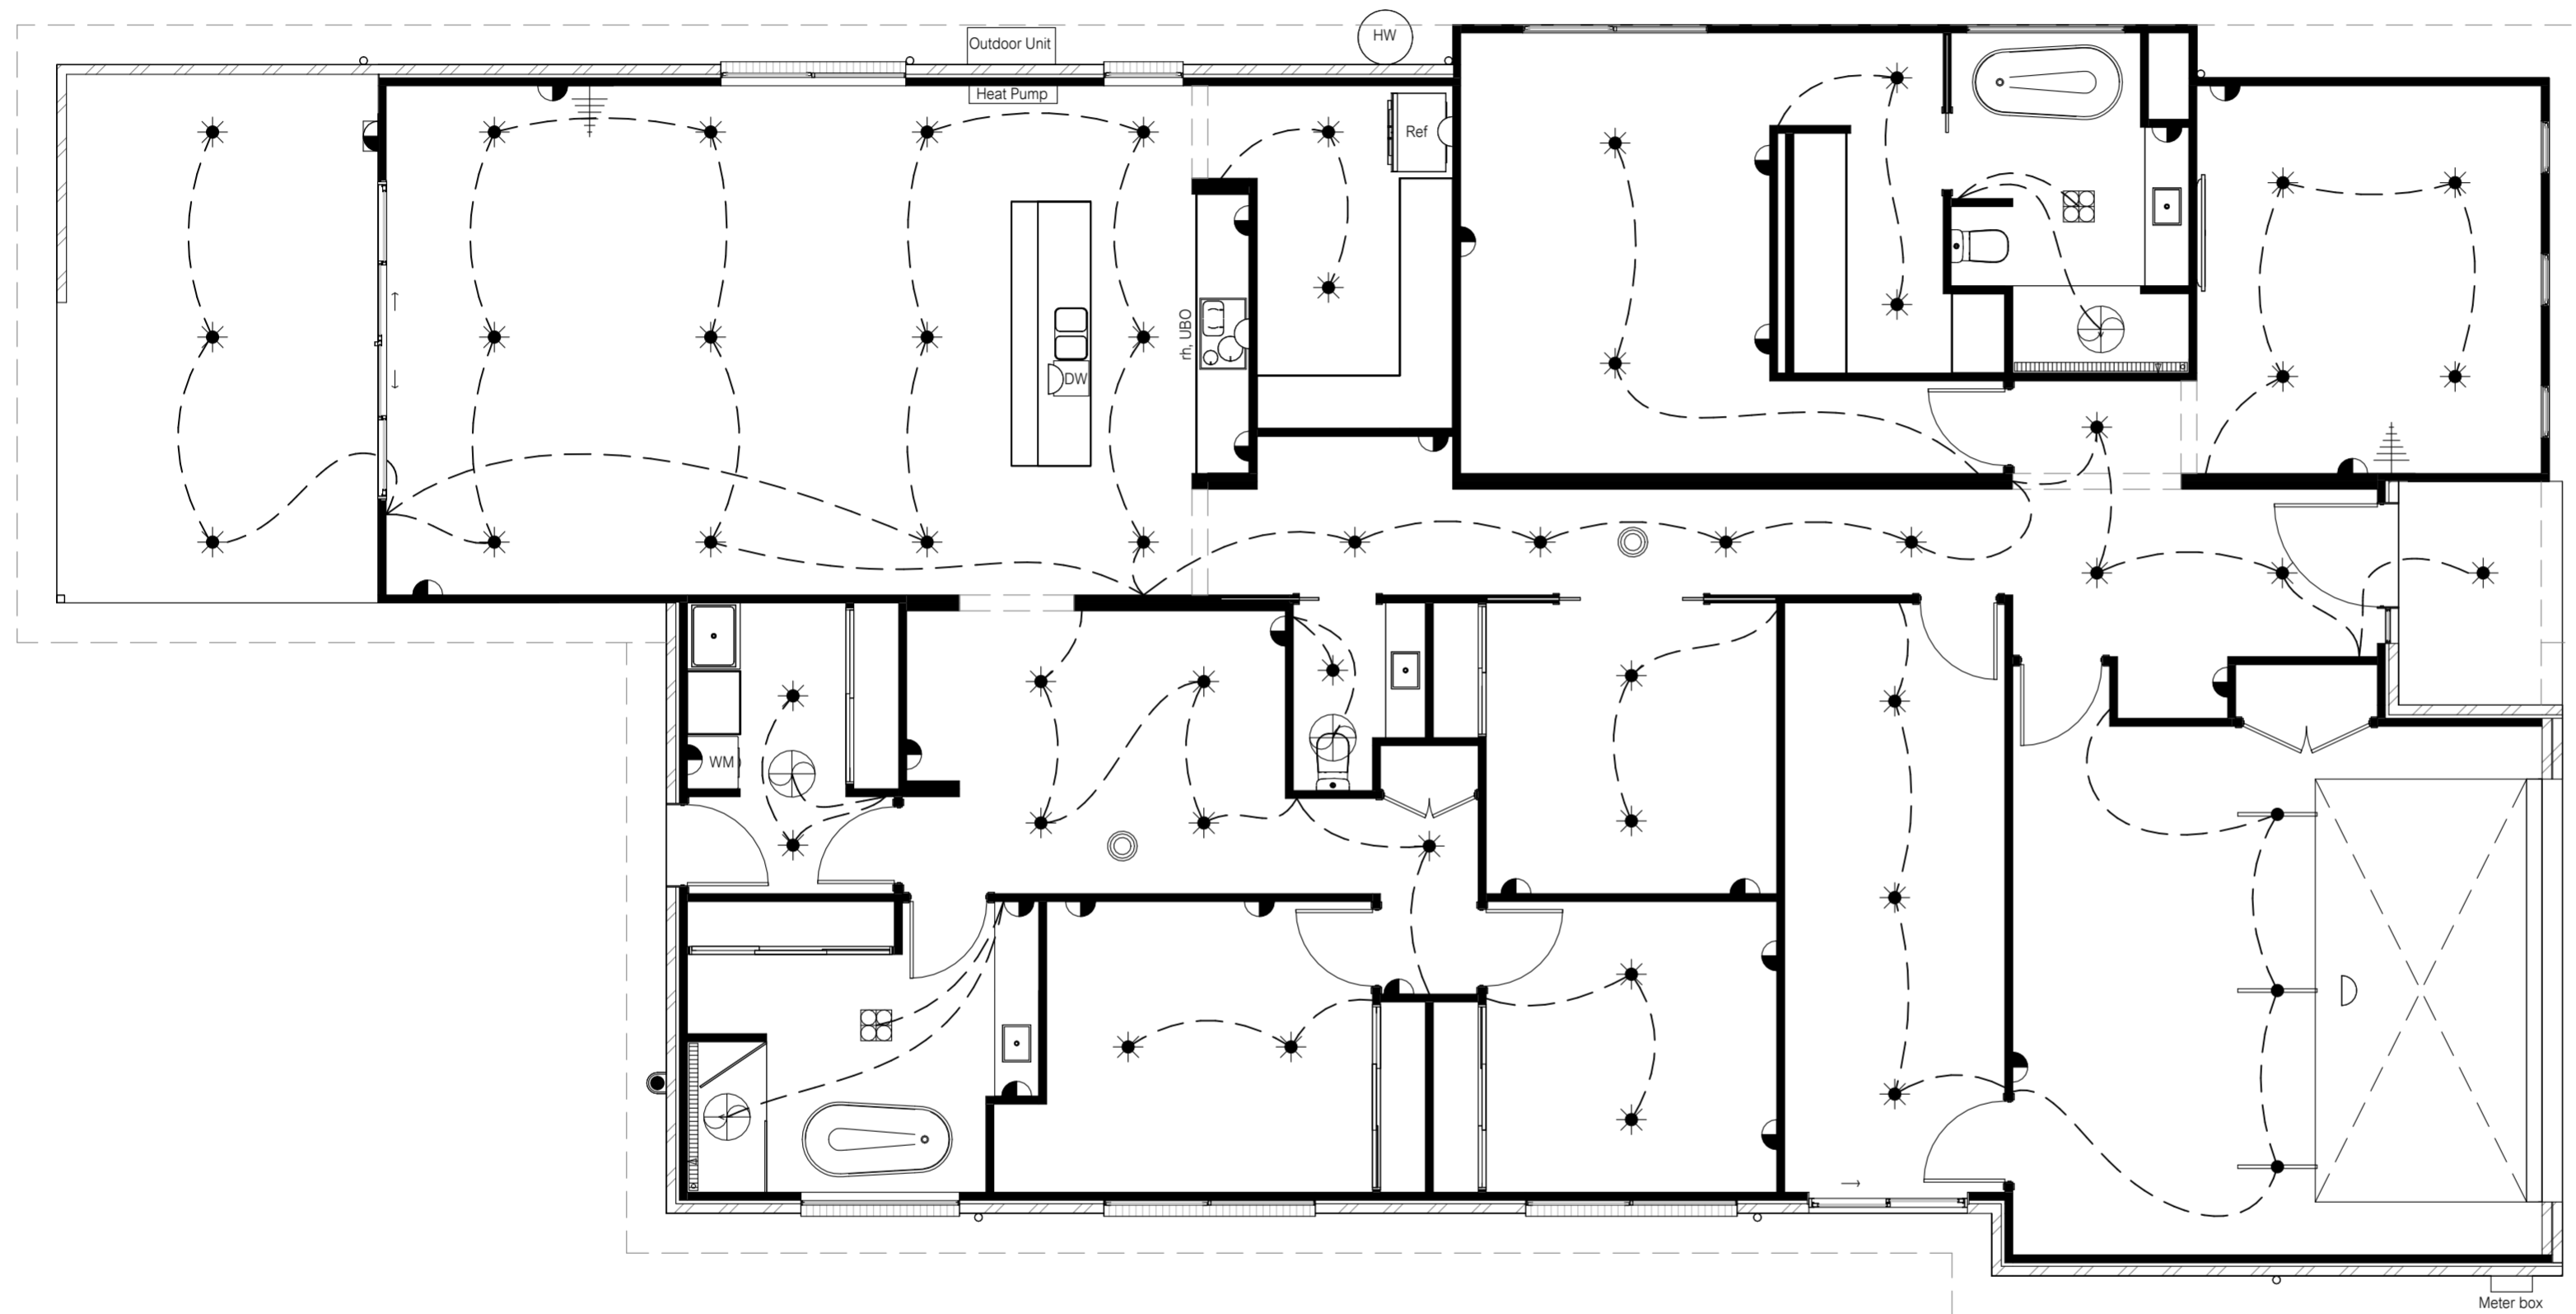 Outdoor Unit
HW
Heat Pump
Ref
rh, UBO
DW
WM
Meter box